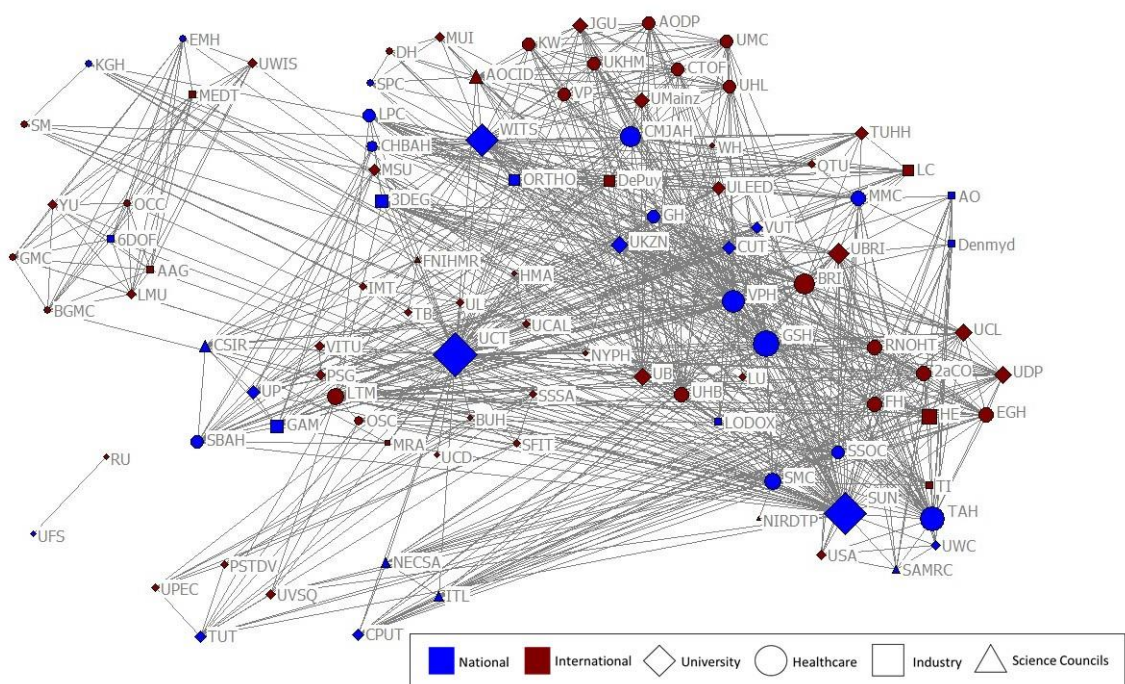 JGU
AODP
EMH
MUI
KW
UMC
DH
KGH
UWIS
UKHM
CTOF
AOCID
SPC
UHL
MEDT
VP
UMainz
LPC
SM
WITS
CMJAH
TUHH
CHBAH
WH
MSU
QTU
LC
ORTHO
DePuy
ULEED
AO
YU
OCC
3DEG
MMC
GH
VUT
6DOF
UKZN
CUT
Denmyd
GMC
FNIHMR
UBRI
AAG
HMA
BRI
LMU
IMT
VPH
UL
BGMC
TB
UCAL
UCL
UCT
GSH
CSIR
VITU
NYPH
RNOHT
PSG
UB
LU
2aCO
UDP
UP
LTM
SSSA
UHB
IFH
HE
EGH
OSC
BUH
LODOX
GAM
SBAH
MRA
SFIT
UCD
SSOC
RU
SMC
TI
SUN
NIRDTP
TAH
UFS
UWC
USA
NECSA
SAMRC
PSTDV
UPEC
UVSQ
ITL
TUT
CPUT
National
International
University
Healthcare
Industry
Science Councils